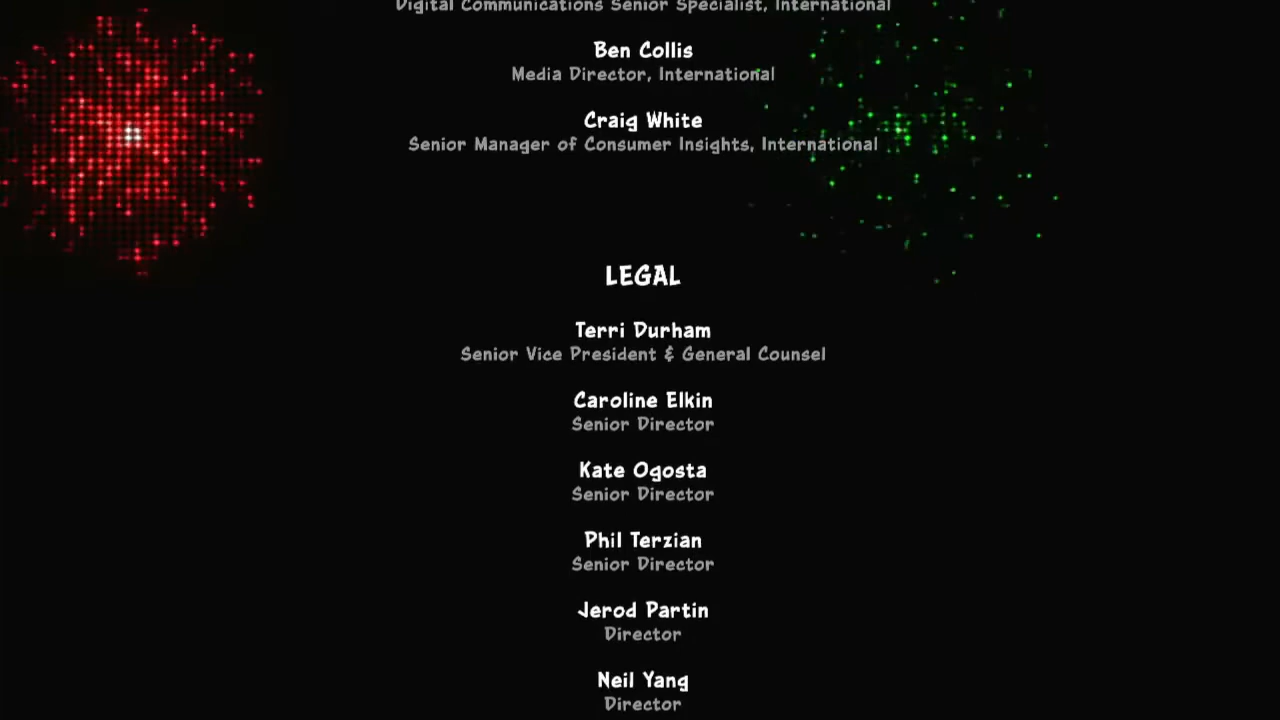 Digital Communications Senior Specialist, International
Ben Collis
Media Director, International
Craig White
Senior Manager of Consumer Insights, International
LEGAL
Terri Durham
Senior Vice President & General Counsel
Caroline Elkin
Senior Director
Kate Ogosta
Senior Director
Phil Terzian
Senior Director
Jerod Partin
Director
Neil Yang
Director